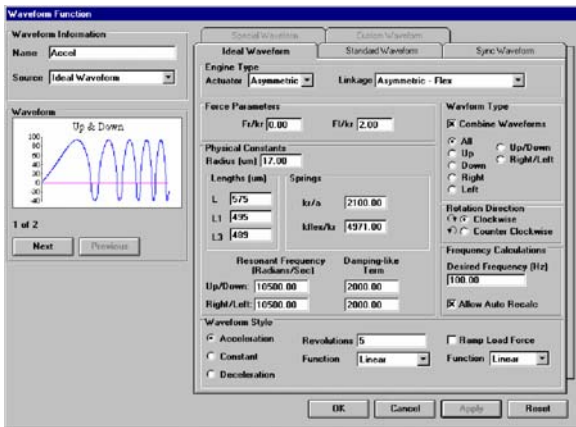 Waveform Function
Waveform Information
Name Accel
Source Ideal Waveform
Waveform
Up & Down
100
80
60
40
20
0
-20
-40
1 of 2
Next Previous
Special Waveform Custom Waveform
Ideal Waveform Standard Waveform Sync Waveform
Engine Type
Actuator Asymmetric Linkage Asymmetric - Flex
Force Parameters
Fr/kr 0.00 Fl/kr 2.00
Physical Constants
Radius (um) 17.00
Lengths (um) Springs
L 575 kr/a 2100.00
L1 495 kflex/kr 4971.00
L3 489
Resonant Frequency (Radians/Sec) Damping-like Term
Up/Down: 10500.00 2000.00
Right/Left: 10500.00 2000.00
Wavform Type
Combine Waveforms
All
Up Up/Down
Down Right/Left
Right
Left
Rotation Direction
Clockwise
Counter Clockwise
Frequency Calculations
Desired Frequency (Hz)
100.00
Allow Auto Recalc
Waveform Style
Acceleration Revolutions 5 Ramp Load Force
Constant Function Linear Function Linear
Deceleration
OK Cancel Apply Reset